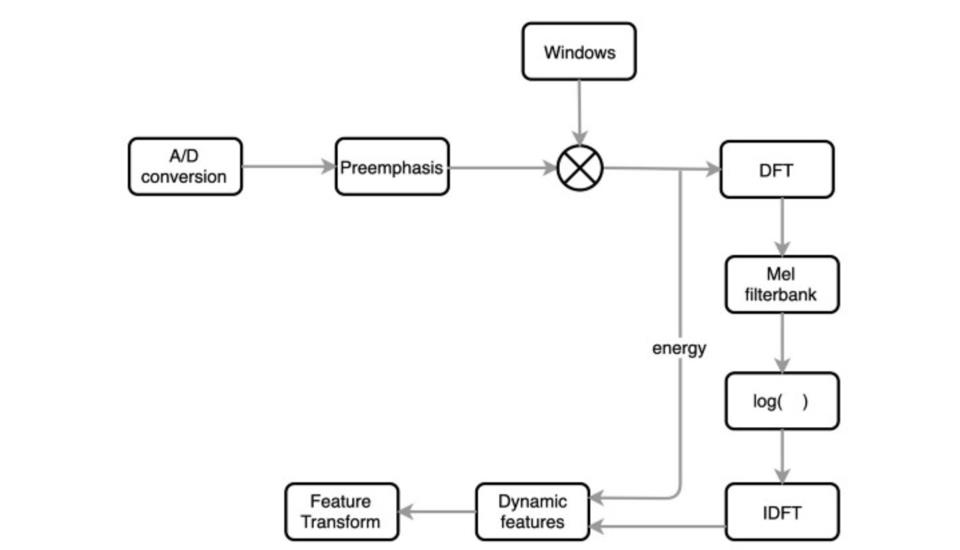 Windows
A/D
conversion
Preemphasis
DFT
Mel
filterbank
energy
log(    )
Feature
Transform
Dynamic
features
IDFT